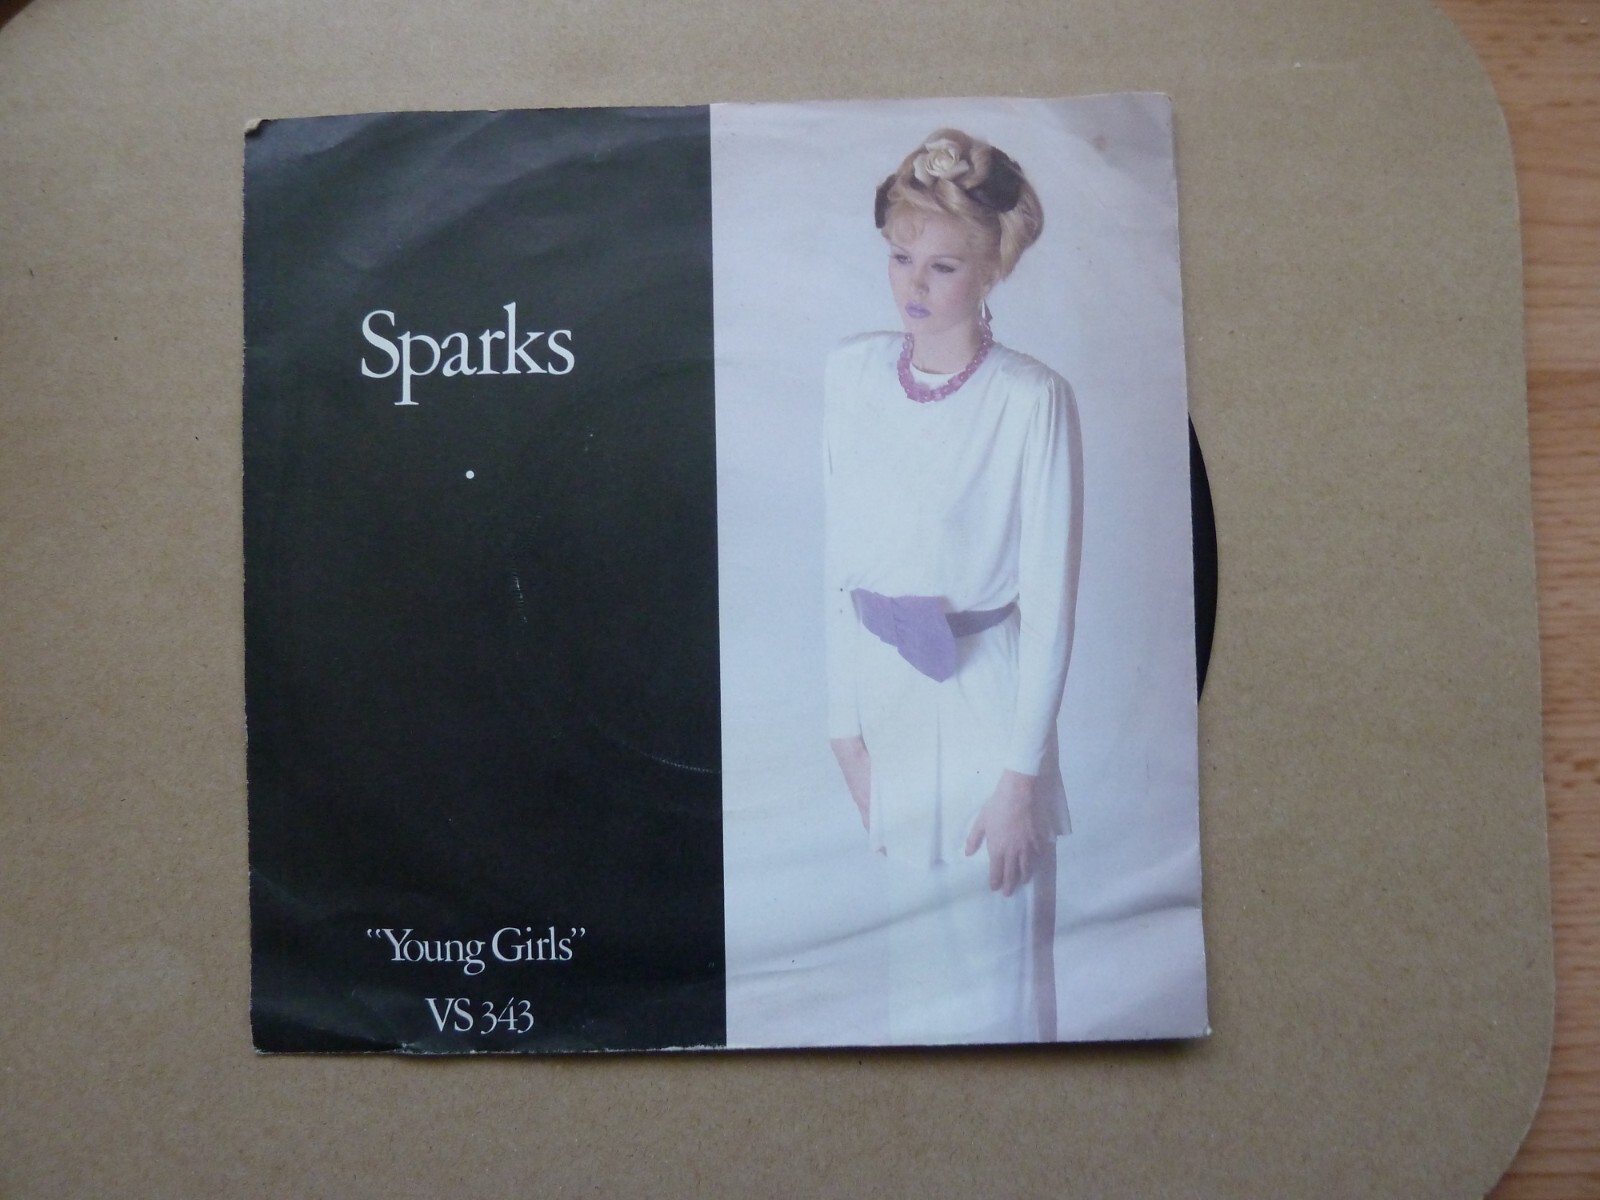 Sparks
•
"Young Girls"
VS 343